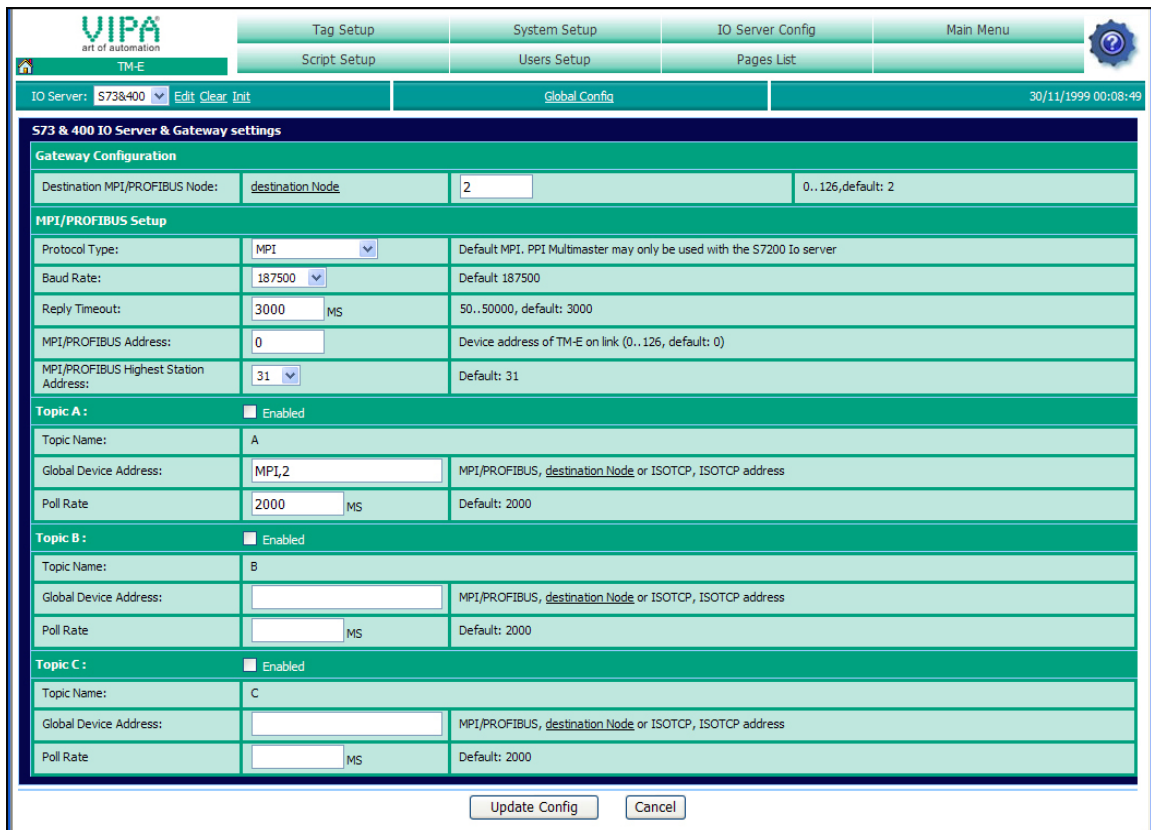 VIPA
art of automation
TM-E
Tag Setup System Setup IO Server Config Main Menu
Script Setup Users Setup Pages List
IO Server: S73&400 Edit Clear Init Global Config 30/11/1999 00:08:49
S73 & 400 IO Server & Gateway settings
Gateway Configuration
Destination MPI/PROFIBUS Node: destination Node 2 0..126,default: 2
MPI/PROFIBUS Setup
Protocol Type: MPI Default MPI. PPI Multimaster may only be used with the S7200 Io server
Baud Rate: 187500 Default 187500
Reply Timeout: 3000 MS 50..50000, default: 3000
MPI/PROFIBUS Address: 0 Device address of TM-E on link (0..126, default: 0)
MPI/PROFIBUS Highest Station
Address: 31 Default: 31
Topic A : Enabled
Topic Name: A
Global Device Address: MPI,2 MPI/PROFIBUS, destination Node or ISOTCP, ISOTCP address
Poll Rate 2000 MS Default: 2000
Topic B : Enabled
Topic Name: B
Global Device Address: MPI/PROFIBUS, destination Node or ISOTCP, ISOTCP address
Poll Rate MS Default: 2000
Topic C : Enabled
Topic Name: C
Global Device Address: MPI/PROFIBUS, destination Node or ISOTCP, ISOTCP address
Poll Rate MS Default: 2000
Update Config Cancel